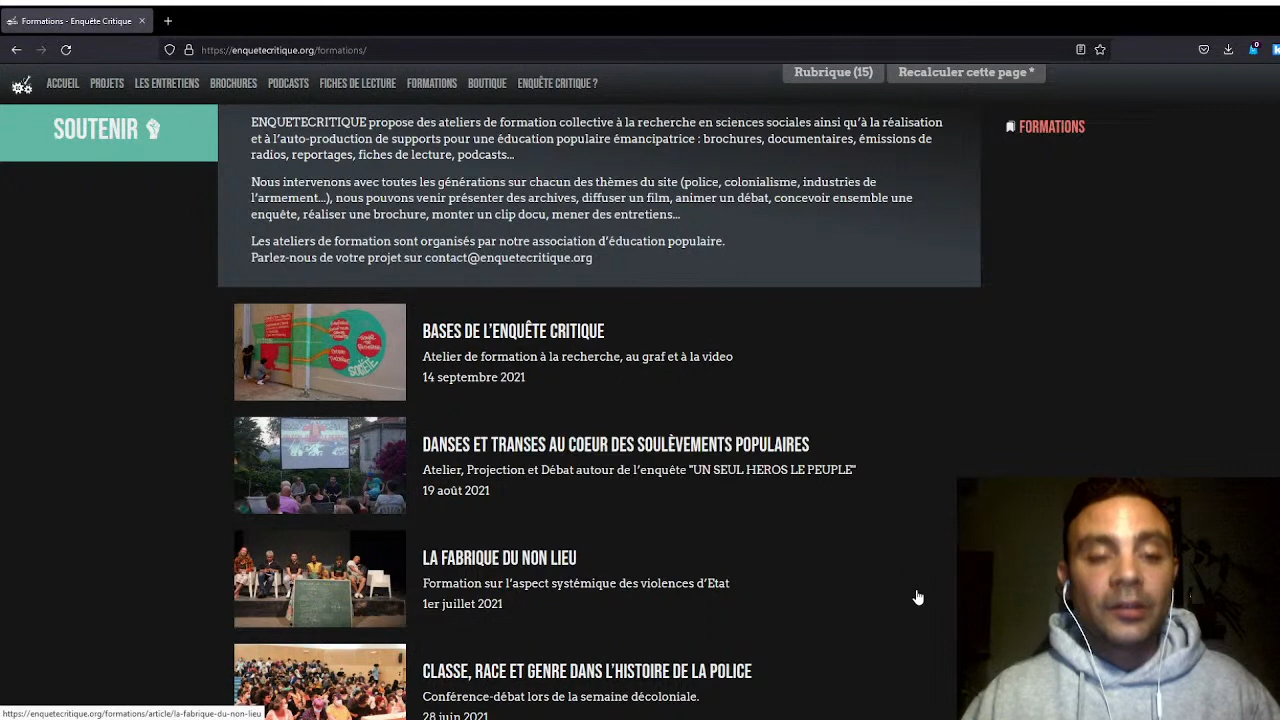 Formations - Enquête Critique
https://enquetecritique.org/formations/
ACCUEIL PROJETS LES ENTRETIENS BROCHURES PODCASTS FICHES DE LECTURE FORMATIONS BOUTIQUE ENQUÊTE CRITIQUE ?
Rubrique (15) Recalculer cette page *
SOUTENIR
FORMATIONS
ENQUETECRITIQUE propose des ateliers de formation collective à la recherche en sciences sociales ainsi qu'à la réalisation
et à l'auto-production de supports pour une éducation populaire émancipatrice : brochures, documentaires, émissions de
radios, reportages, fiches de lecture, podcasts...
Nous intervenons avec toutes les générations sur chacun des thèmes du site (police, colonialisme, industries de
l'armement...), nous pouvons venir présenter des archives, diffuser un film, animer un débat, concevoir ensemble une
enquête, réaliser une brochure, monter un clip docu, mener des entretiens...
Les ateliers de formation sont organisés par notre association d'éducation populaire.
Parlez-nous de votre projet sur contact@enquetecritique.org
BASES DE L'ENQUÊTE CRITIQUE
Atelier de formation à la recherche, au graf et à la video
14 septembre 2021
SOCIÉTÉ
DANSES ET TRANSES AU COEUR DES SOULÈVEMENTS POPULAIRES
Atelier, Projection et Débat autour de l'enquête "UN SEUL HEROS LE PEUPLE"
19 août 2021
LA FABRIQUE DU NON LIEU
Formation sur l'aspect systémique des violences d'Etat
1er juillet 2021
CLASSE, RACE ET GENRE DANS L'HISTOIRE DE LA POLICE
Conférence-débat lors de la semaine décoloniale.
28 juin 2021
https://enquetecritique.org/formations/article/la-fabrique-du-non-lieu